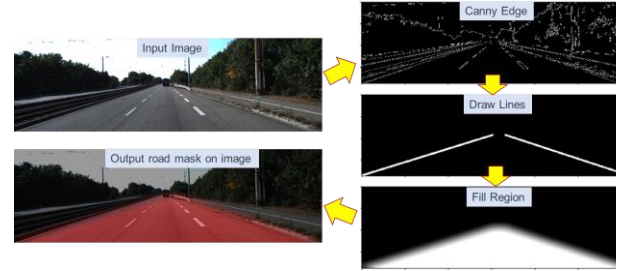 Input Image
Canny Edge
Draw Lines
Fill Region
Output road mask on image